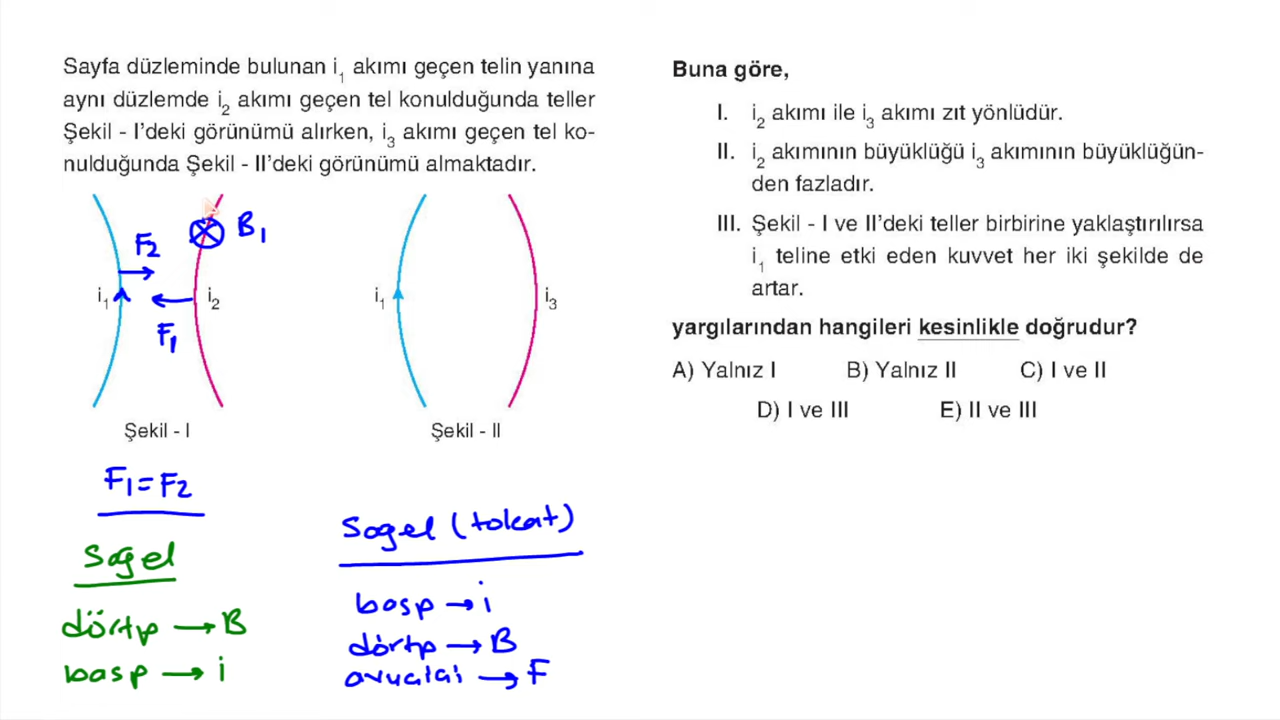 Sayfa düzleminde bulunan i₁ akımı geçen telin yanına
aynı düzlemde i₂ akımı geçen tel konulduğunda teller
Şekil - I'deki görünümü alırken, i₃ akımı geçen tel ko-
nulduğunda Şekil - II'deki görünümü almaktadır.
F₂
B₁
i₁
i₂
F₁
Şekil - I
i₁
i₃
Şekil - II
F₁=F₂
Sağel
dörtp → B
basp → i
Sağel (tokat)
başp → i
dörtp → B
avuciçi → F
Buna göre,
I. i₂ akımı ile i₃ akımı zıt yönlüdür.
II. i₂ akımının büyüklüğü i₃ akımının büyüklüğün-
den fazladır.
III. Şekil - I ve II'deki teller birbirine yaklaştırılırsa
i₁ teline etki eden kuvvet her iki şekilde de
artar.
yargılarından hangileri kesinlikle doğrudur?
A) Yalnız I B) Yalnız II C) I ve II
D) I ve III E) II ve III